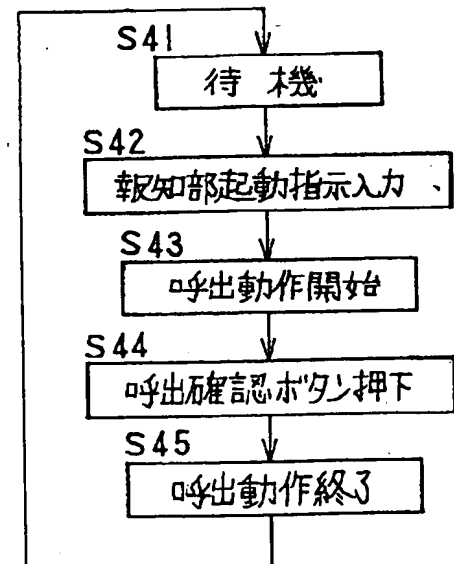 S41
待機
S42
報知部起動指示入力
S43
呼出動作開始
S44
呼出確認ボタン押下
S45
呼出動作終了